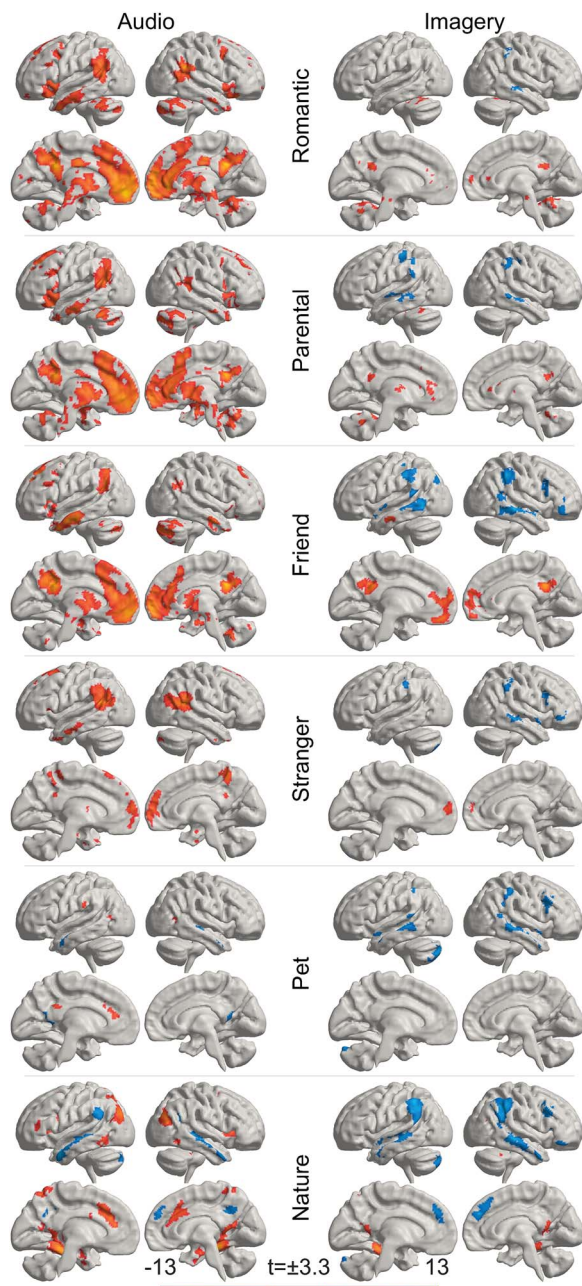 Audio
Imagery
Romantic
Parental
Friend
Stranger
Pet
Nature
-13 t=±3.3 13